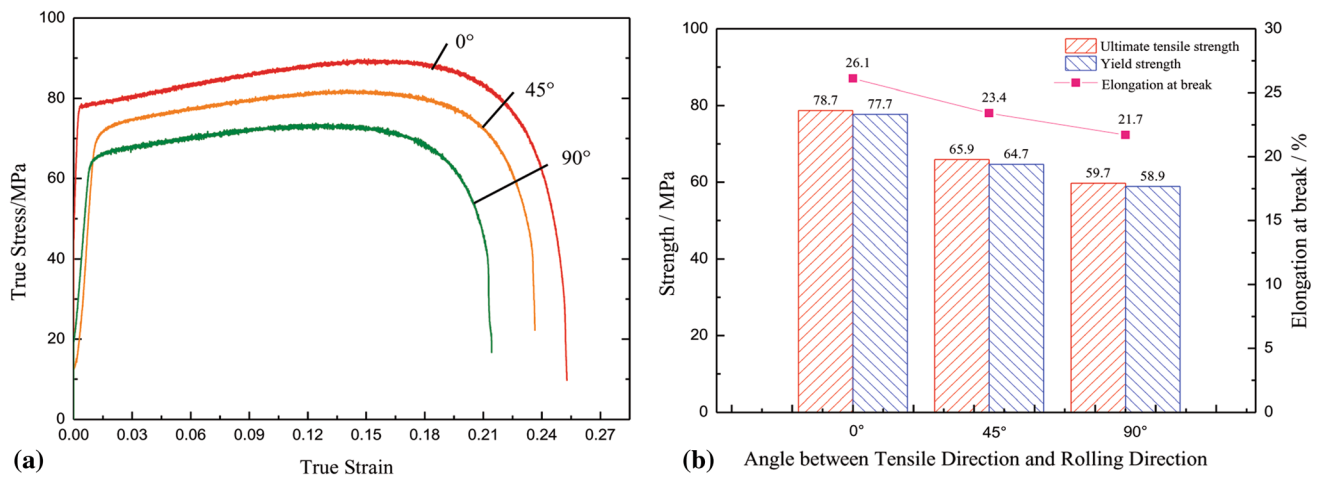 100
80
60
40
20
0
True Stress/MPa
0°
45°
90°
0.00 0.03 0.06 0.09 0.12 0.15 0.18 0.21 0.24 0.27
True Strain
(a)
100
80
60
40
20
0
Strength / MPa
Ultimate tensile strength
Yield strength
Elongation at break
26.1
23.4
21.7
78.7 77.7
65.9 64.7
59.7 58.9
30
25
20
15
10
5
0
Elongation at break / %
0° 45° 90°
Angle between Tensile Direction and Rolling Direction
(b)